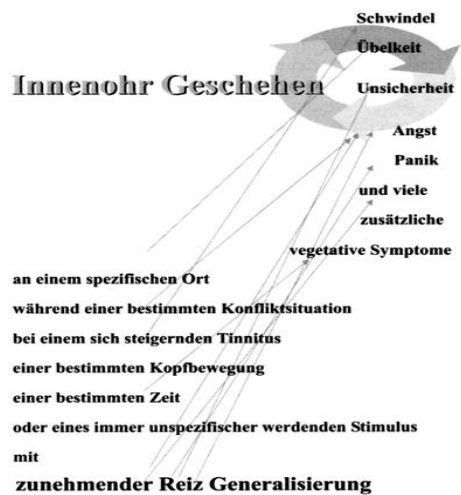 Schwindel
Übelkeit
Innenohr Geschehen
Unsicherheit
Angst
Panik
und viele
zusätzliche
vegetative Symptome
an einem spezifischen Ort
während einer bestimmten Konfliktsituation
bei einem sich steigernden Tinnitus
einer bestimmten Kopfbewegung
einer bestimmten Zeit
oder eines immer unspezifischer werdenden Stimulus
mit
zunehmender Reiz Generalisierung